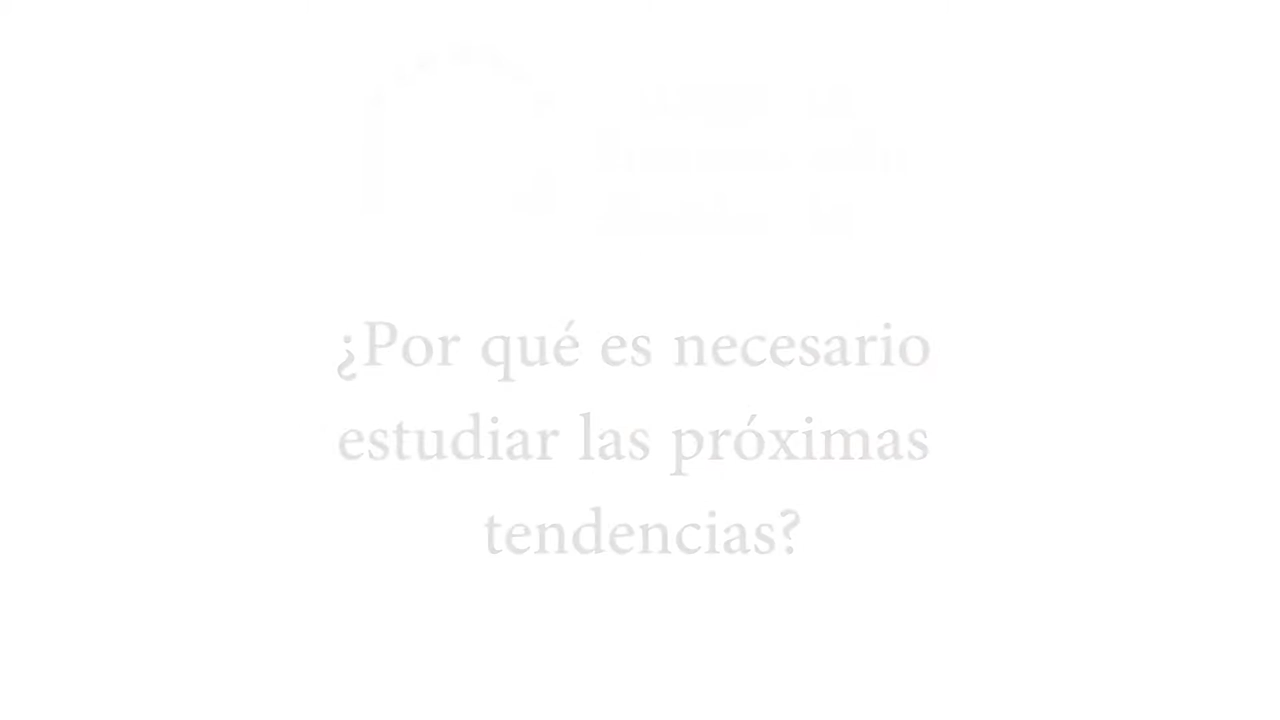 ¿Por qué es necesario
estudiar las próximas
tendencias?